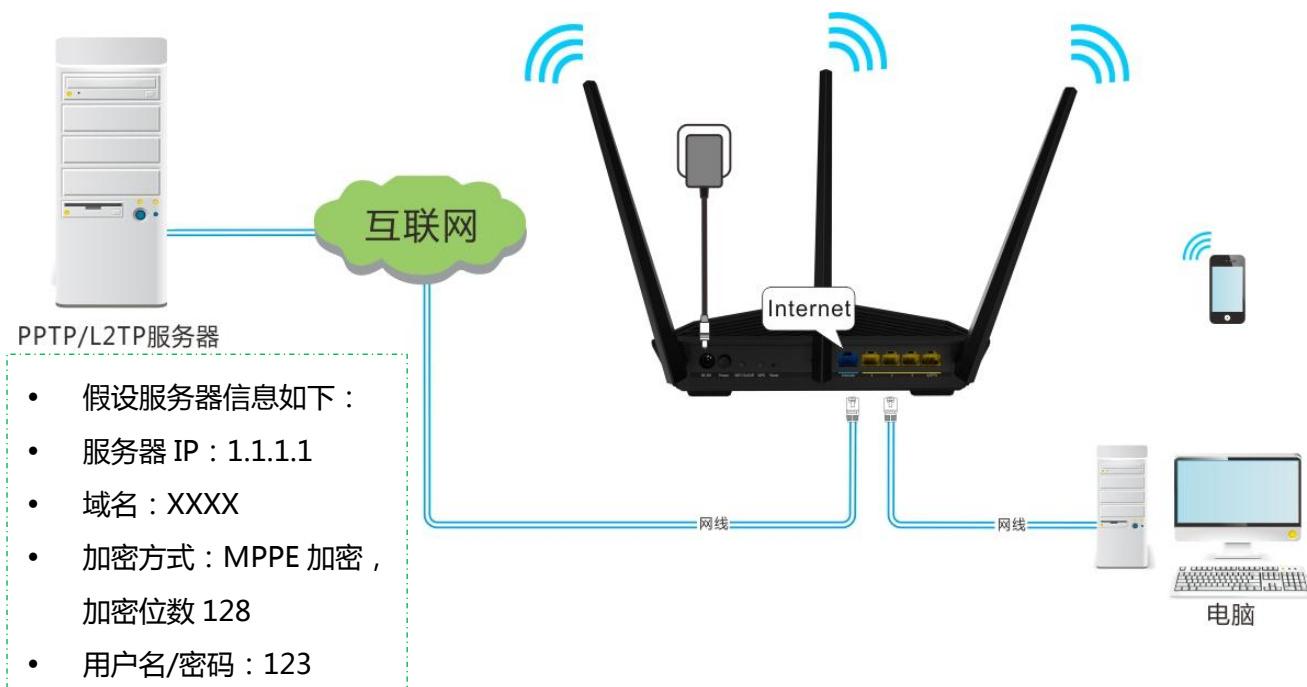 互联网
Internet
PPTP/L2TP服务器
• 假设服务器信息如下：
• 服务器 IP：1.1.1.1
• 域名：XXXX
• 加密方式：MPPE 加密，
加密位数 128
• 用户名/密码：123
网线
网线
电脑